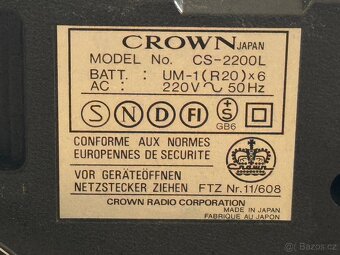 CROWN JAPAN
MODEL No. CS-2200L
BATT. : UM-1(R20)×6
AC : 220V ~ 50Hz
S N D FI +S GB6
CONFORME AUX NORMES
EUROPENNES DE SECURITE
Crown
VOR GERÄTEÖFFNEN
NETZSTECKER ZIEHEN FTZ Nr.11/608
CROWN RADIO CORPORATION
MADE IN JAPAN
FABRIQUE AU JAPON
Bazos.cz